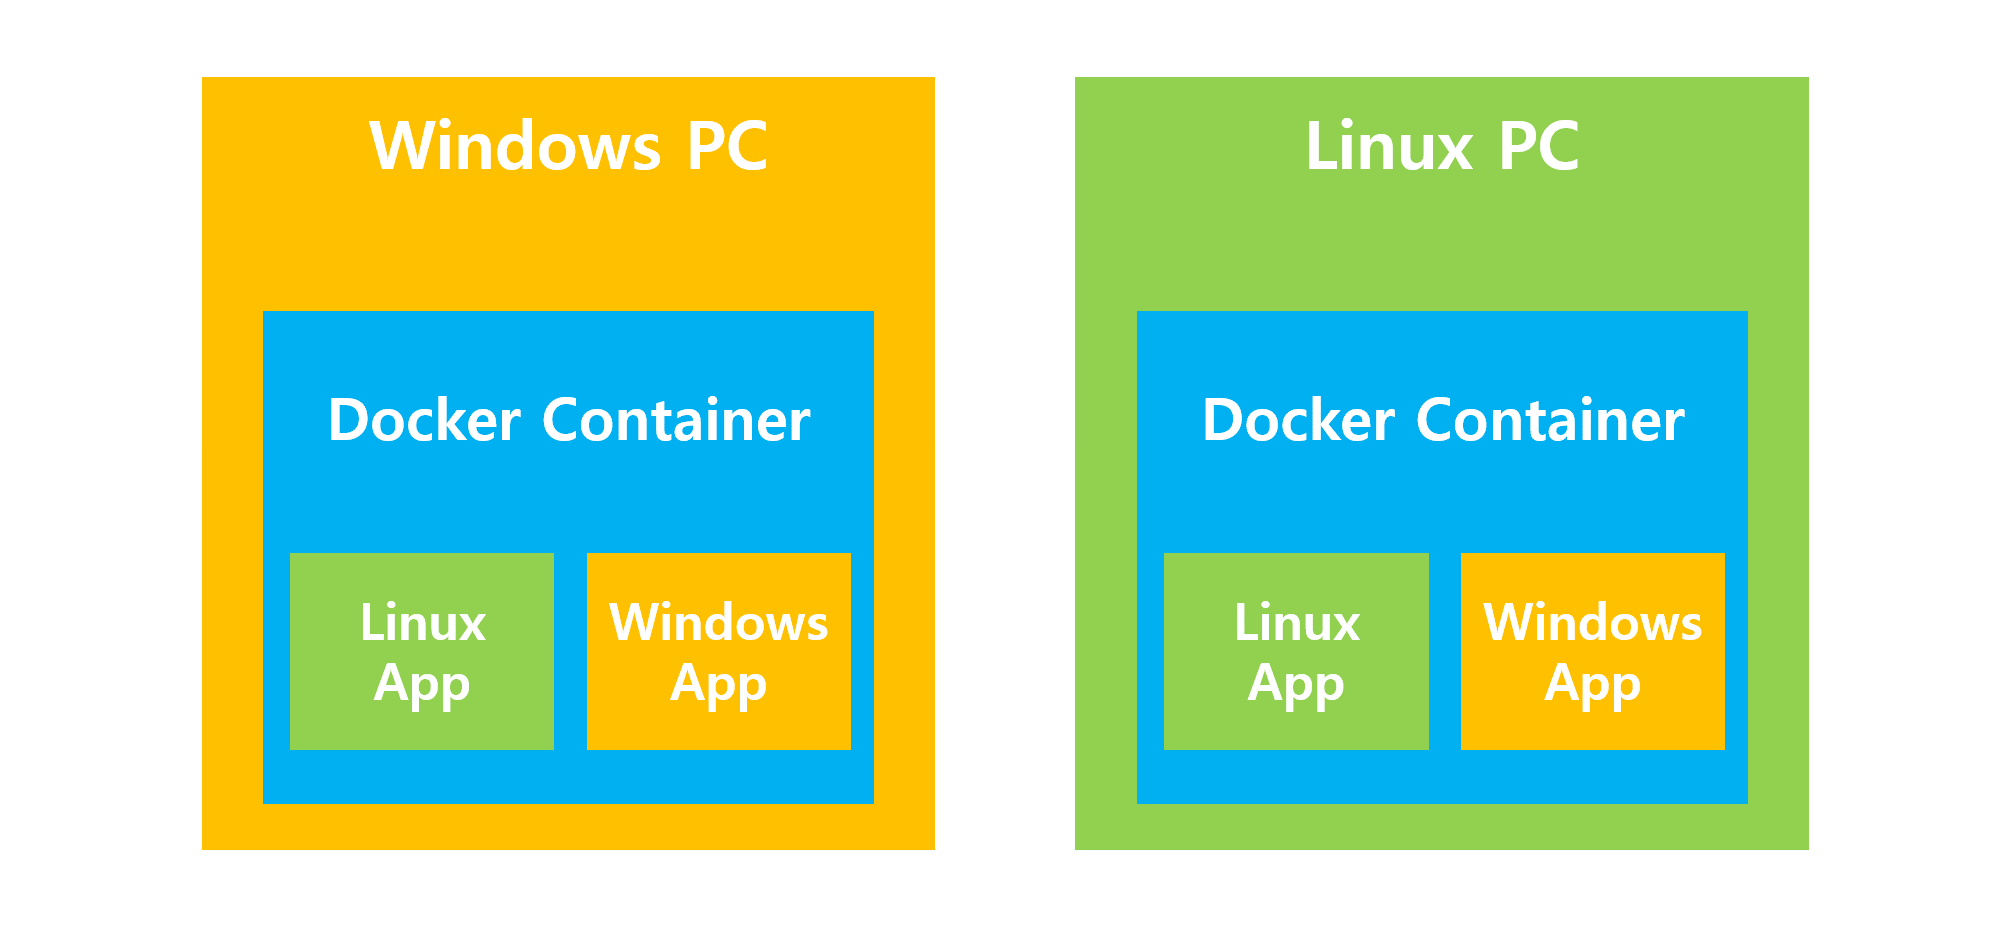 Windows PC
Docker Container
Linux
App
Windows
App
Linux PC
Docker Container
Linux
App
Windows
App